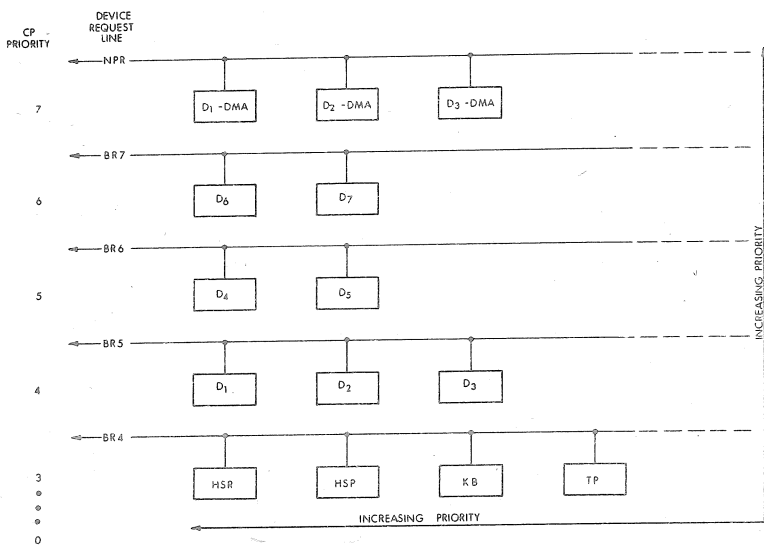 CP PRIORITY
DEVICE REQUEST LINE
NPR
D1 -DMA
D2 -DMA
D3 -DMA
7
BR7
D6
D7
6
BR6
D4
D5
5
BR5
D1
D2
D3
4
BR4
HSR
HSP
KB
TP
3
0
INCREASING PRIORITY
INCREASING PRIORITY